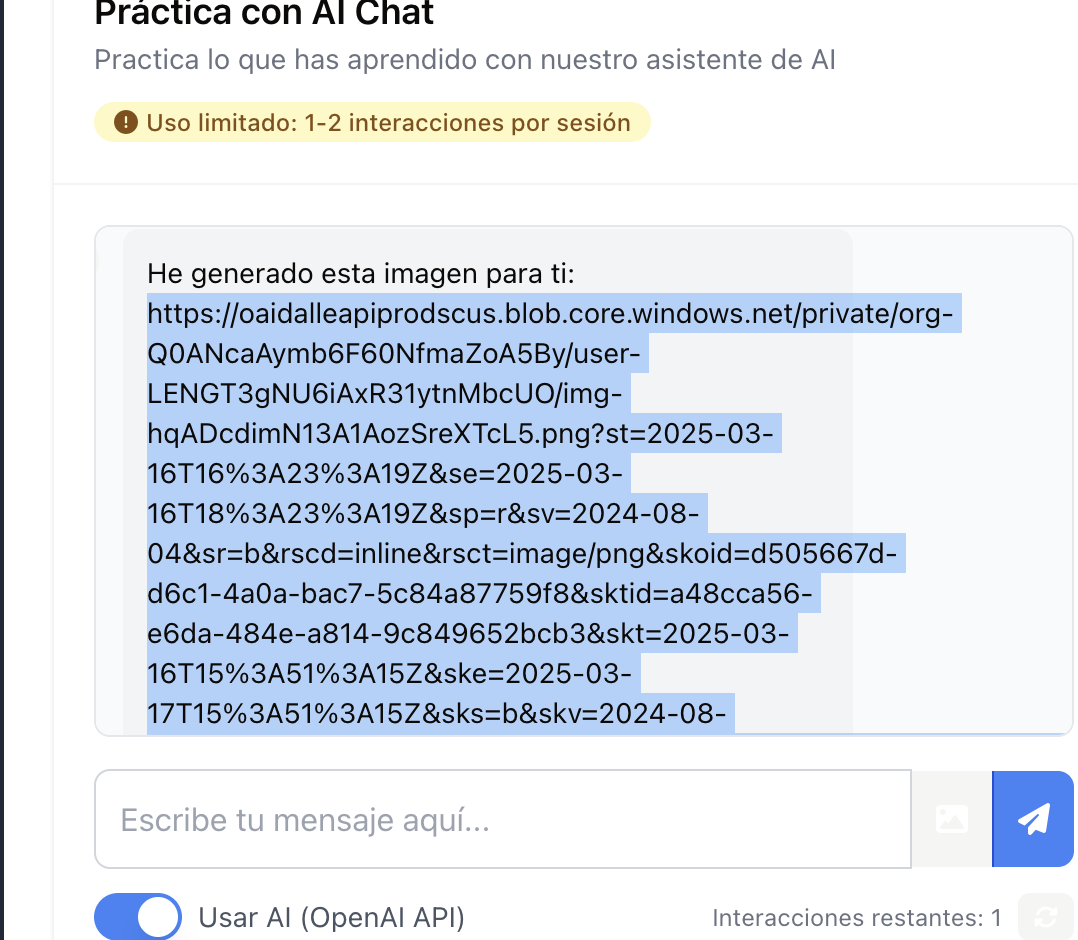 Práctica con AI Chat
Practica lo que has aprendido con nuestro asistente de AI
Uso limitado: 1-2 interacciones por sesión
He generado esta imagen para ti:
https://oaidalleapiprodscus.blob.core.windows.net/private/org-
Q0ANcaAymb6F60NfmaZoA5By/user-
LENGT3gNU6iAxR31ytnMbcUO/img-
hqADcdimN13A1AozSreXTcL5.png?st=2025-03-
16T16%3A23%3A19Z&se=2025-03-
16T18%3A23%3A19Z&sp=r&sv=2024-08-
04&sr=b&rscd=inline&rsct=image/png&skoid=d505667d-
d6c1-4a0a-bac7-5c84a87759f8&sktid=a48cca56-
e6da-484e-a814-9c849652bcb3&skt=2025-03-
16T15%3A51%3A15Z&ske=2025-03-
17T15%3A51%3A15Z&sks=b&skv=2024-08-
Escribe tu mensaje aquí...
Usar AI (OpenAI API)
Interacciones restantes: 1